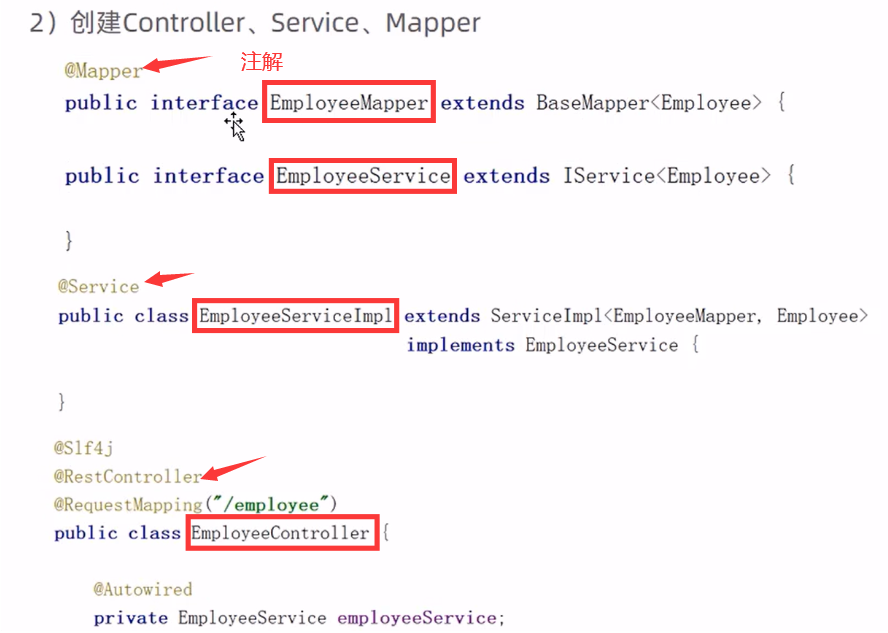 2）创建Controller、Service、Mapper
@Mapper 注解
public interface EmployeeMapper extends BaseMapper<Employee> {
public interface EmployeeService extends IService<Employee> {
}
@Service
public class EmployeeServiceImpl extends ServiceImpl<EmployeeMapper, Employee>
implements EmployeeService {
}
@Slf4j
@RestController
@RequestMapping("/employee")
public class EmployeeController {
@Autowired
private EmployeeService employeeService;